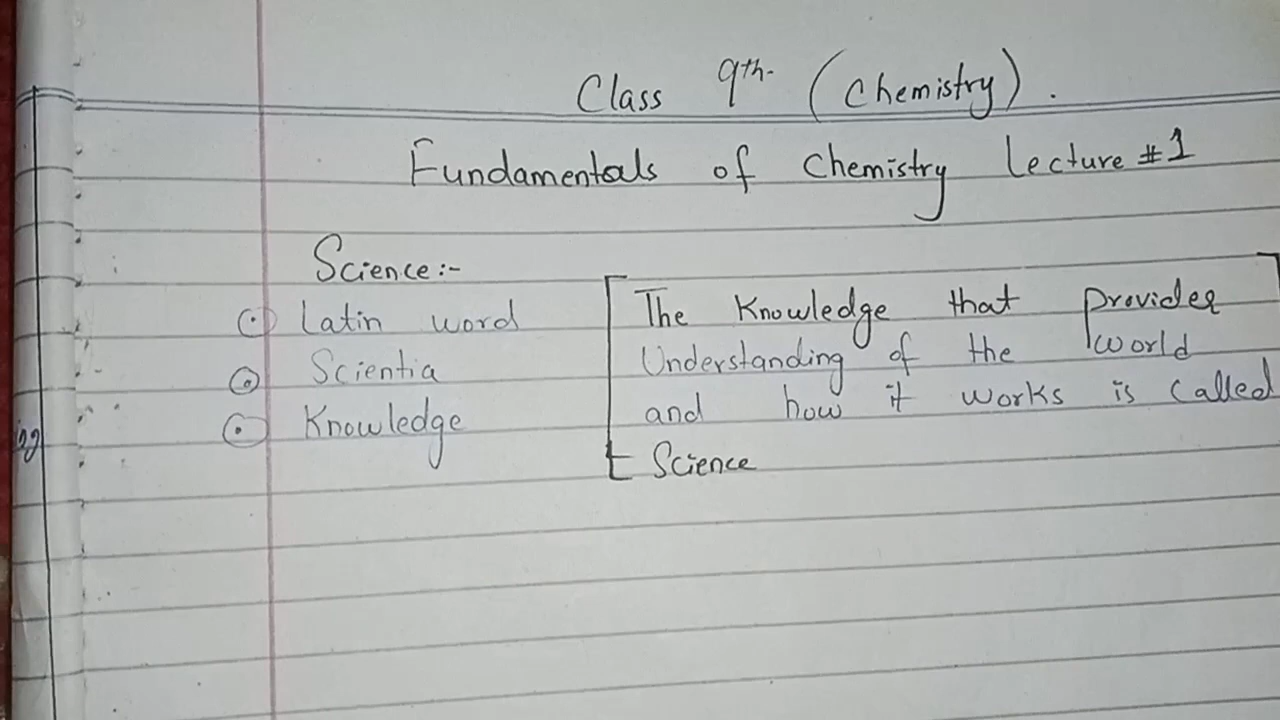 Class 9th (Chemistry).
Fundamentals of Chemistry Lecture #1
Science:-
Latin word
Scientia
Knowledge
The Knowledge that provides
Understanding of the world
and how it works is called
Science